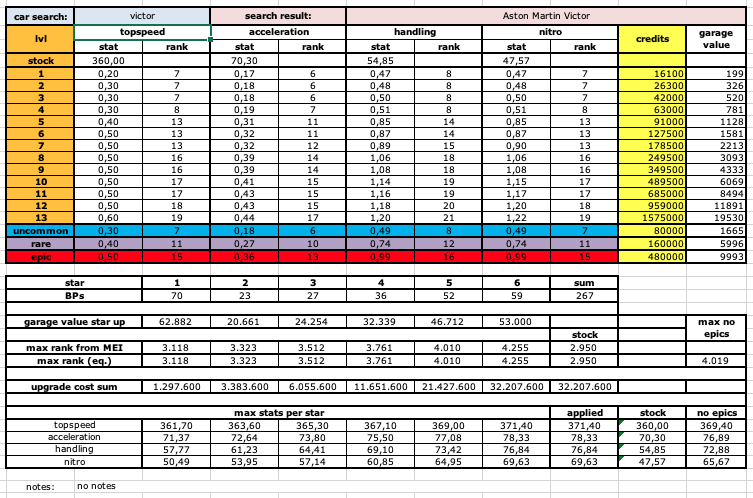 car search: victor search result: Aston Martin Victor
lvl topspeed acceleration handling nitro credits garage value
stat rank stat rank stat rank stat rank
stock 360,00 70,30 54,85 47,57
1 0,20 7 0,17 6 0,47 8 0,47 7 16100 199
2 0,30 7 0,18 6 0,48 8 0,48 7 26300 326
3 0,30 7 0,18 6 0,50 8 0,50 7 42000 520
4 0,30 8 0,19 7 0,51 8 0,51 8 63000 781
5 0,40 13 0,31 11 0,85 14 0,85 13 91000 1128
6 0,50 13 0,32 11 0,87 14 0,87 13 127500 1581
7 0,50 13 0,32 12 0,89 15 0,90 13 178500 2213
8 0,50 16 0,39 14 1,06 18 1,06 16 249500 3093
9 0,50 16 0,39 14 1,08 18 1,08 16 349500 4333
10 0,50 17 0,41 15 1,14 19 1,15 17 489500 6069
11 0,50 17 0,43 15 1,16 19 1,17 17 685000 8494
12 0,50 18 0,43 15 1,18 20 1,20 18 959000 11891
13 0,60 19 0,44 17 1,20 21 1,22 19 1575000 19530
uncommon 0,30 7 0,18 6 0,49 8 0,49 7 80000 1665
rare 0,40 11 0,27 10 0,74 12 0,74 11 160000 5996
epic 0,50 15 0,36 13 0,99 16 0,99 15 480000 9993
star 1 2 3 4 5 6 sum
BPs 70 23 27 36 52 59 267
garage value star up 62.882 20.661 24.254 32.339 46.712 53.000 max no epics
stock
max rank from MEI 3.118 3.323 3.512 3.761 4.010 4.255 2.950
max rank (eq.) 3.118 3.323 3.512 3.761 4.010 4.255 2.950 4.019
upgrade cost sum 1.297.600 3.383.600 6.055.600 11.651.600 21.427.600 32.207.600 32.207.600
max stats per star applied stock no epics
topspeed 361,70 363,60 365,30 367,10 369,00 371,40 371,40 360,00 369,40
acceleration 71,37 72,64 73,80 75,50 77,08 78,33 78,33 70,30 76,89
handling 57,77 61,23 64,41 69,10 73,42 76,84 76,84 54,85 72,88
nitro 50,49 53,95 57,14 60,85 64,95 69,63 69,63 47,57 65,67
notes: no notes